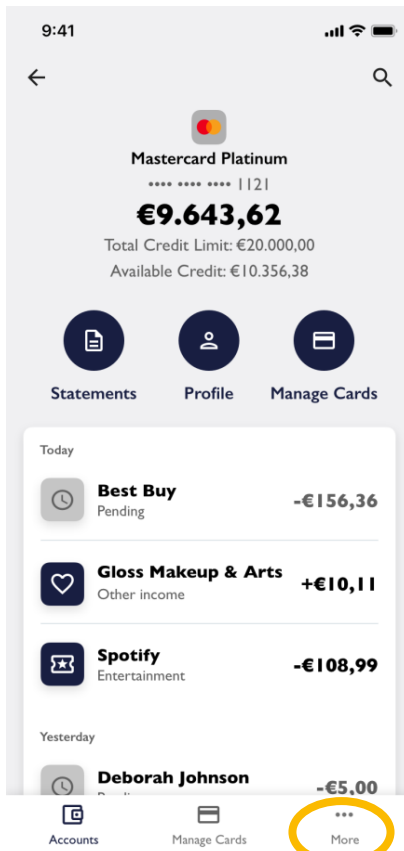 9:41
Mastercard Platinum
•••• •••• •••• 1121
€9.643,62
Total Credit Limit: €20.000,00
Available Credit: €10.356,38
Statements Profile Manage Cards
Today
Best Buy
-€156,36
Pending
Gloss Makeup & Arts
+€10,11
Other income
Spotify
-€108,99
Entertainment
Yesterday
Deborah Johnson
-€5,00
Accounts Manage Cards More